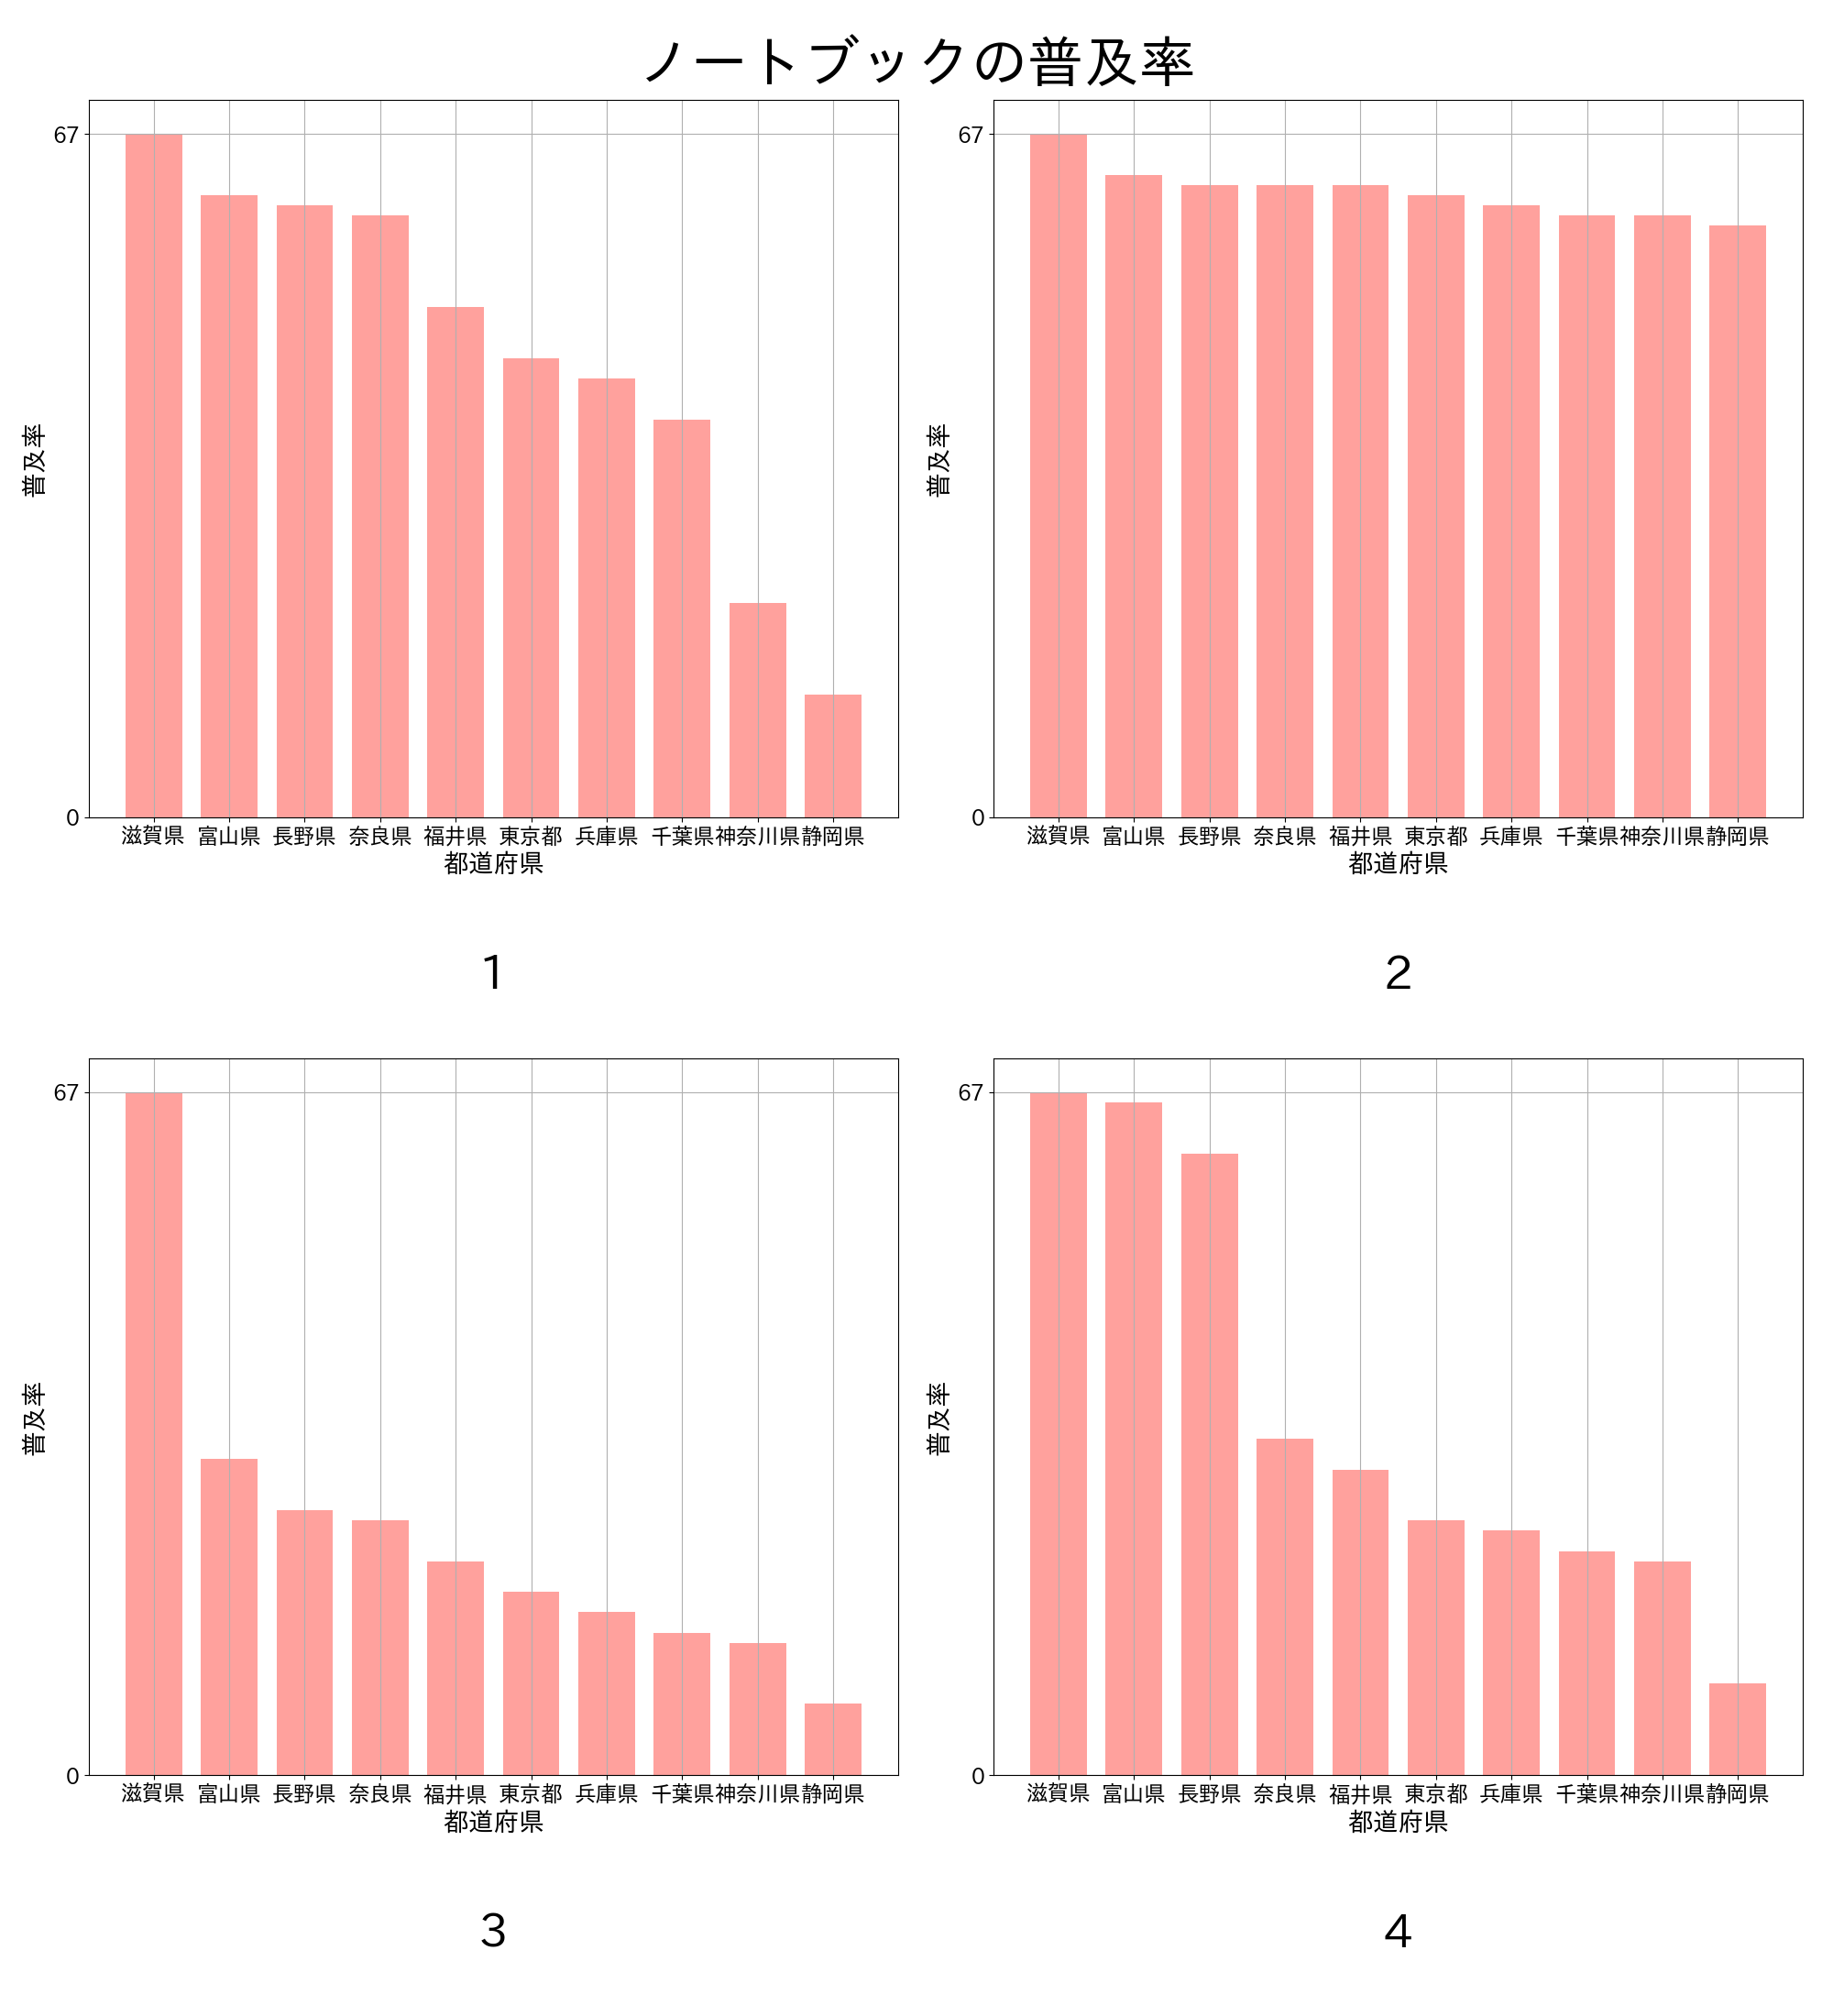 ノートブックの普及率
67
0
普及率
滋賀県 富山県 長野県 奈良県 福井県 東京都 兵庫県 千葉県 神奈川県 静岡県
都道府県
1
67
0
普及率
滋賀県 富山県 長野県 奈良県 福井県 東京都 兵庫県 千葉県 神奈川県 静岡県
都道府県
2
67
0
普及率
滋賀県 富山県 長野県 奈良県 福井県 東京都 兵庫県 千葉県 神奈川県 静岡県
都道府県
3
67
0
普及率
滋賀県 富山県 長野県 奈良県 福井県 東京都 兵庫県 千葉県 神奈川県 静岡県
都道府県
4